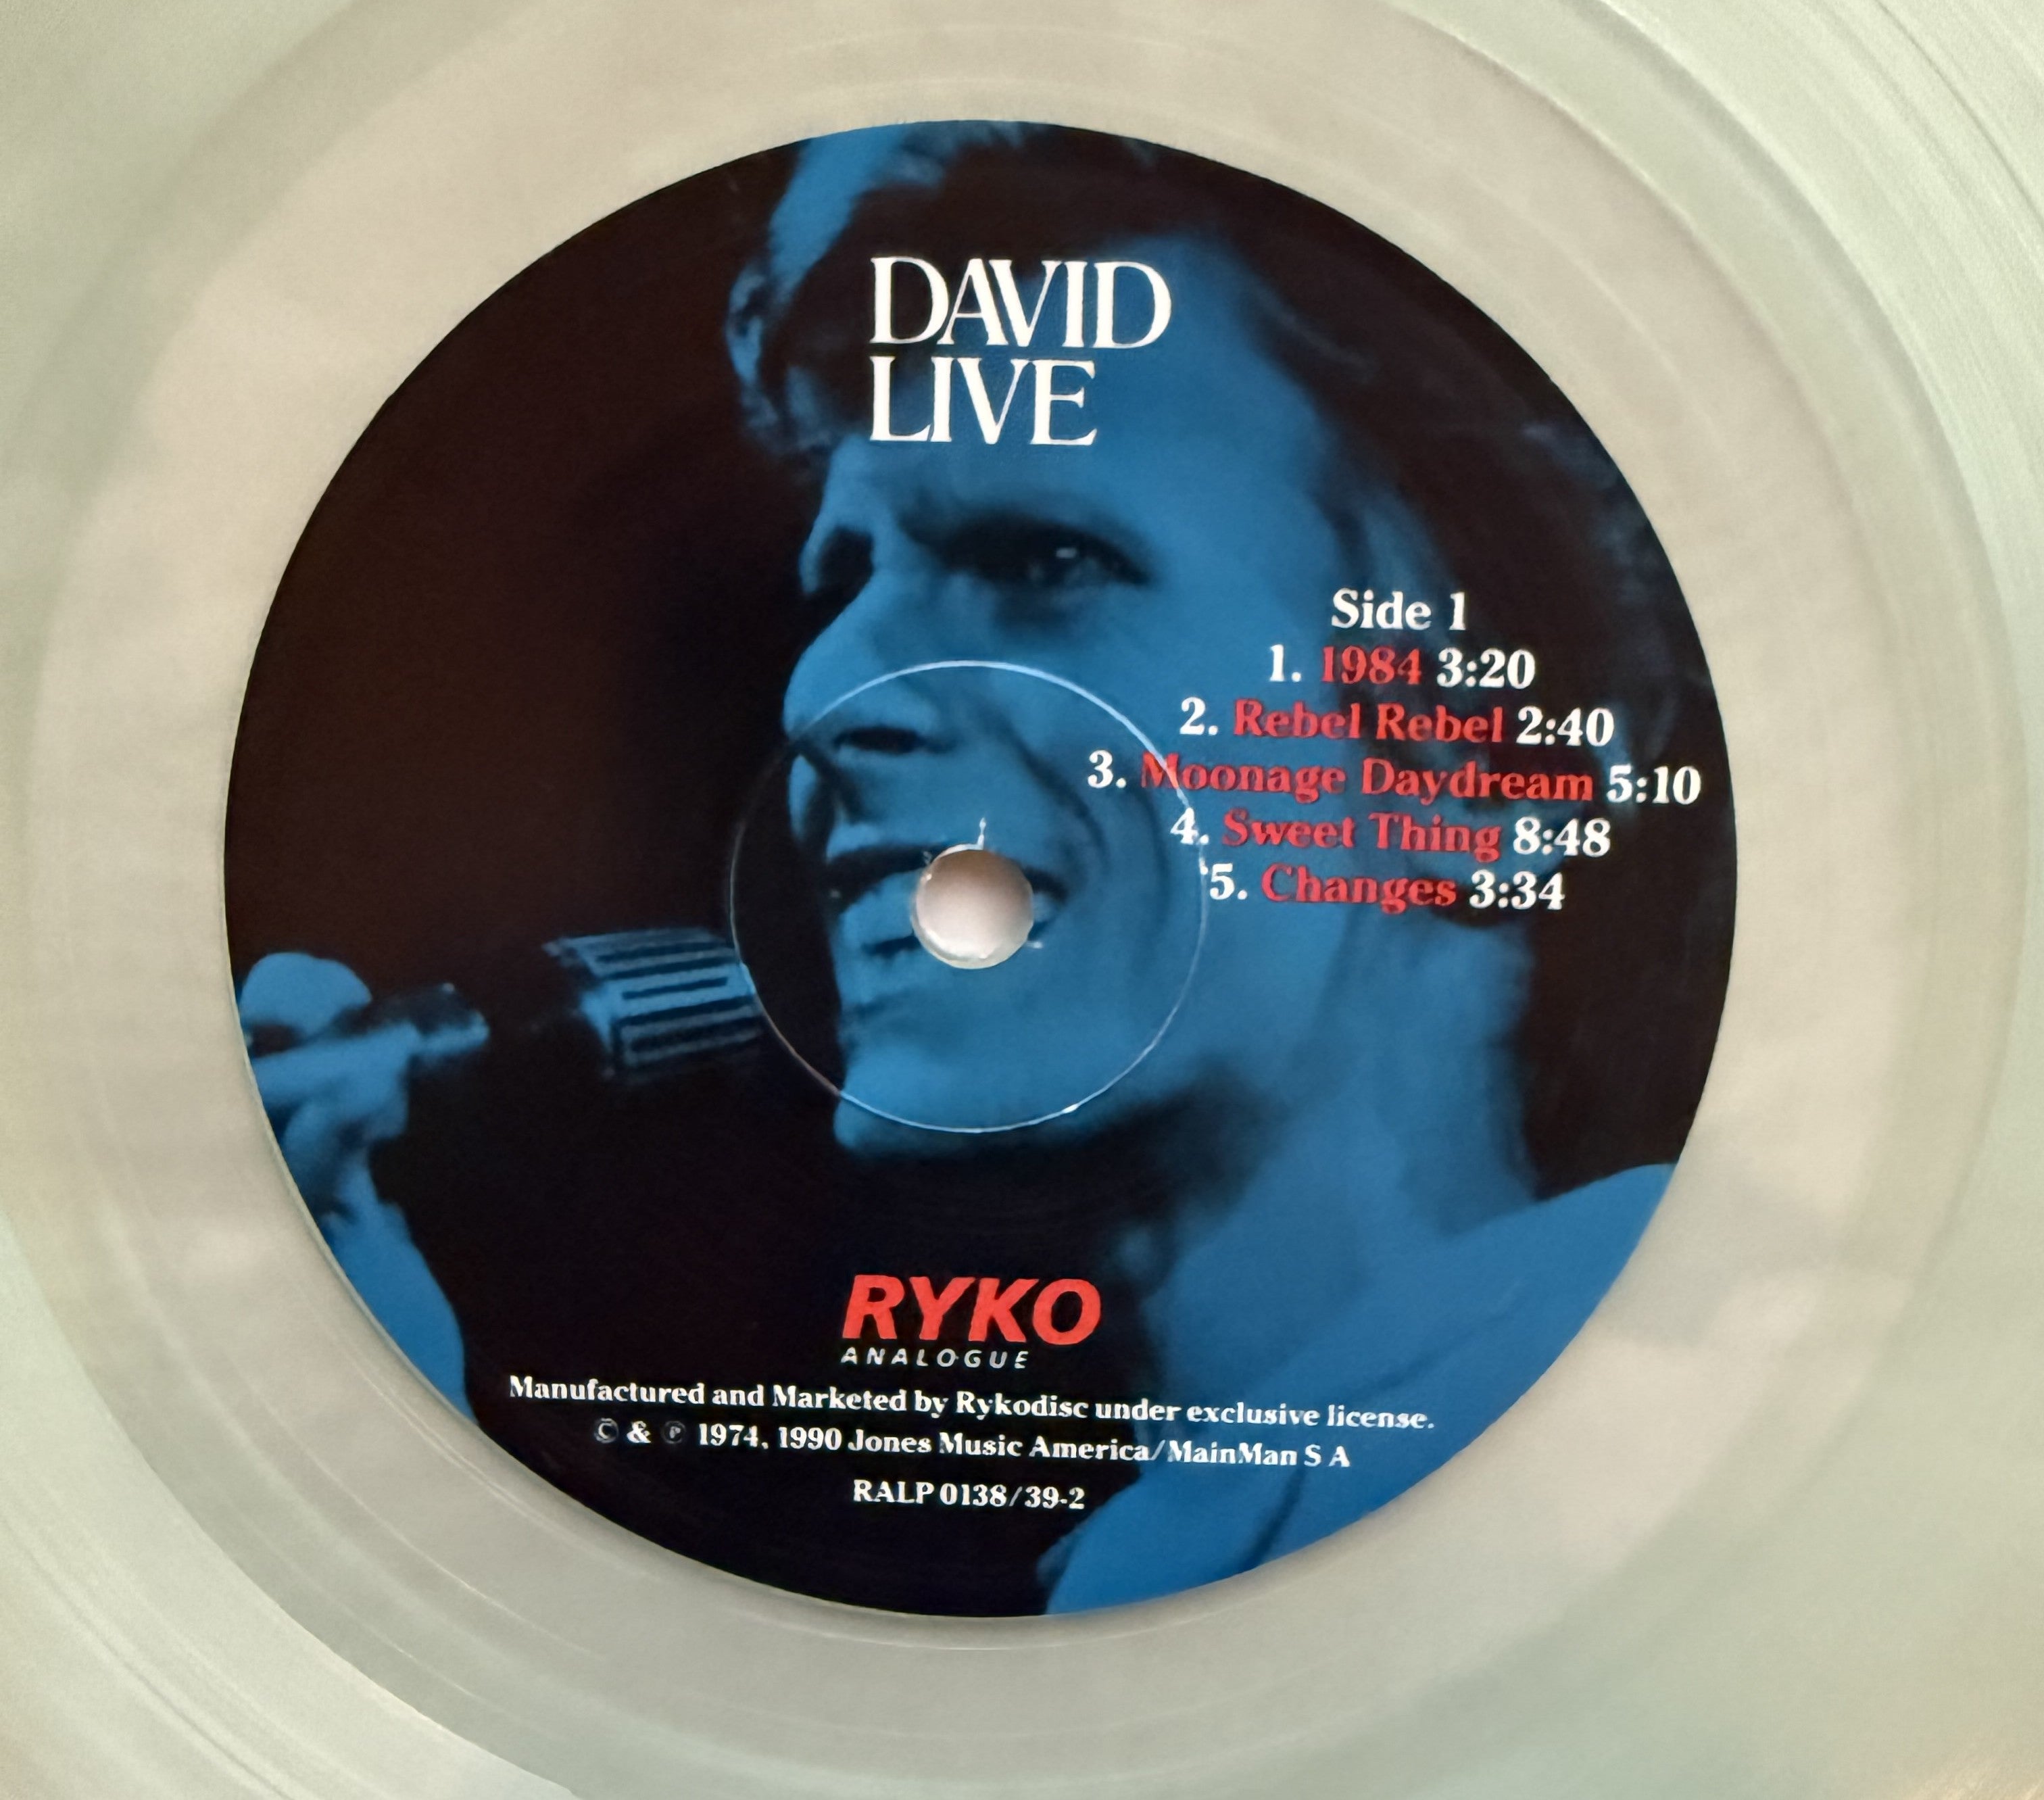 DAVID
LIVE
Side 1
1. 1984 3:20
2. Rebel Rebel 2:40
3. Moonage Daydream 5:10
4. Sweet Thing 8:48
5. Changes 3:34
RYKO
ANALOGUE
Manufactured and Marketed by Rykodisc under exclusive license.
© & ℗ 1974, 1990 Jones Music America/MainMan S A
RALP 0138/39-2